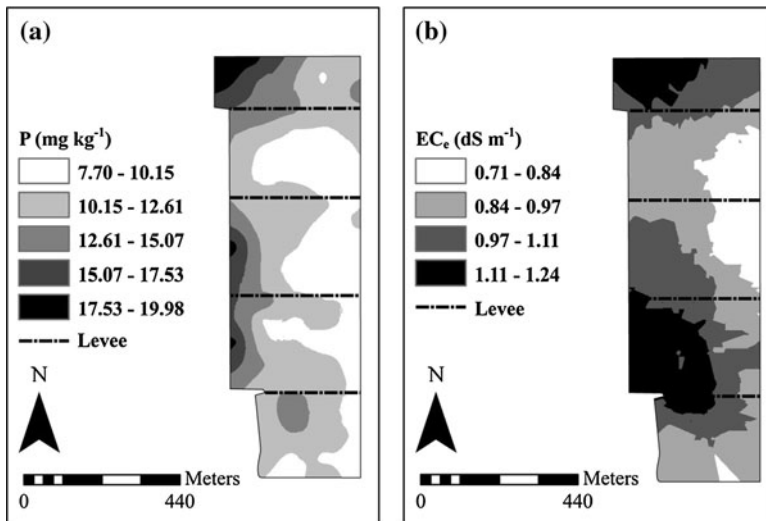 (a)
P (mg kg⁻¹)
7.70 - 10.15
10.15 - 12.61
12.61 - 15.07
15.07 - 17.53
17.53 - 19.98
Levee
N
Meters
0 440
(b)
ECₑ (dS m⁻¹)
0.71 - 0.84
0.84 - 0.97
0.97 - 1.11
1.11 - 1.24
Levee
N
Meters
0 440